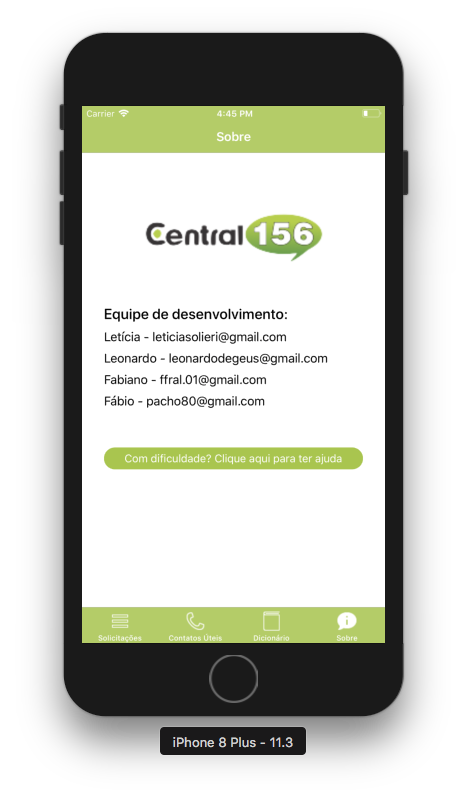 Carrier
4:45 PM
Sobre
Central 156
Equipe de desenvolvimento:
Letícia - leticiasolieri@gmail.com
Leonardo - leonardodegeus@gmail.com
Fabiano - ffral.01@gmail.com
Fábio - pacho80@gmail.com
Com dificuldade? Clique aqui para ter ajuda
Solicitações
Contatos Úteis
Dicionário
Sobre
iPhone 8 Plus - 11.3